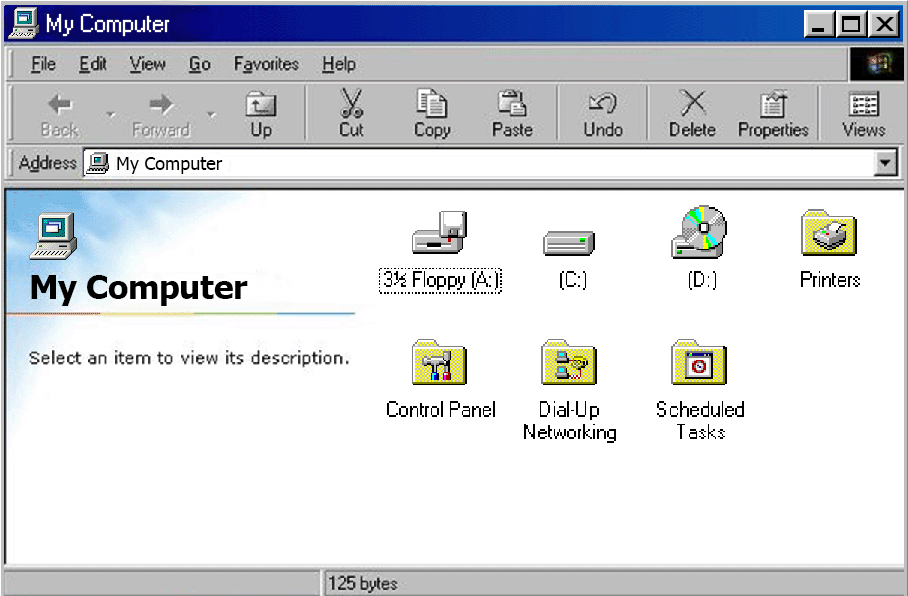 My Computer
File Edit View Go Favorites Help
Back Forward Up Cut Copy Paste Undo Delete Properties Views
Address My Computer
My Computer
Select an item to view its description.
3½ Floppy (A:) (C:) (D:) Printers
Control Panel Dial-Up Networking Scheduled Tasks
125 bytes